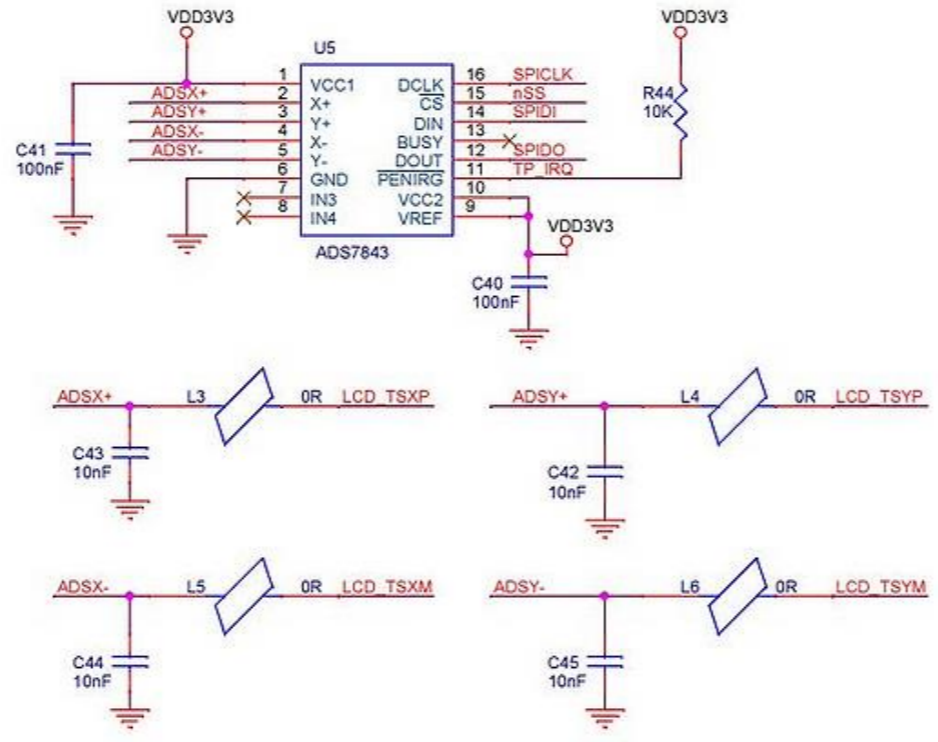 VDD3V3 VDD3V3
U5
1 VCC1 DCLK 16 SPICLK
ADSX+ 2 X+ CS 15 nSS
ADSY+ 3 Y+ DIN 14 SPIDI
ADSX- 4 X- BUSY 13
ADSY- 5 Y- DOUT 12 SPIDO
6 GND PENIRG 11 TP_IRQ
7 IN3 VCC2 10
8 IN4 VREF 9
R44
10K
C41
100nF
ADS7843
VDD3V3
C40
100nF
ADSX+ L3 0R LCD_TSXP
C43
10nF
ADSY+ L4 0R LCD_TSYP
C42
10nF
ADSX- L5 0R LCD_TSXM
C44
10nF
ADSY- L6 0R LCD_TSYM
C45
10nF